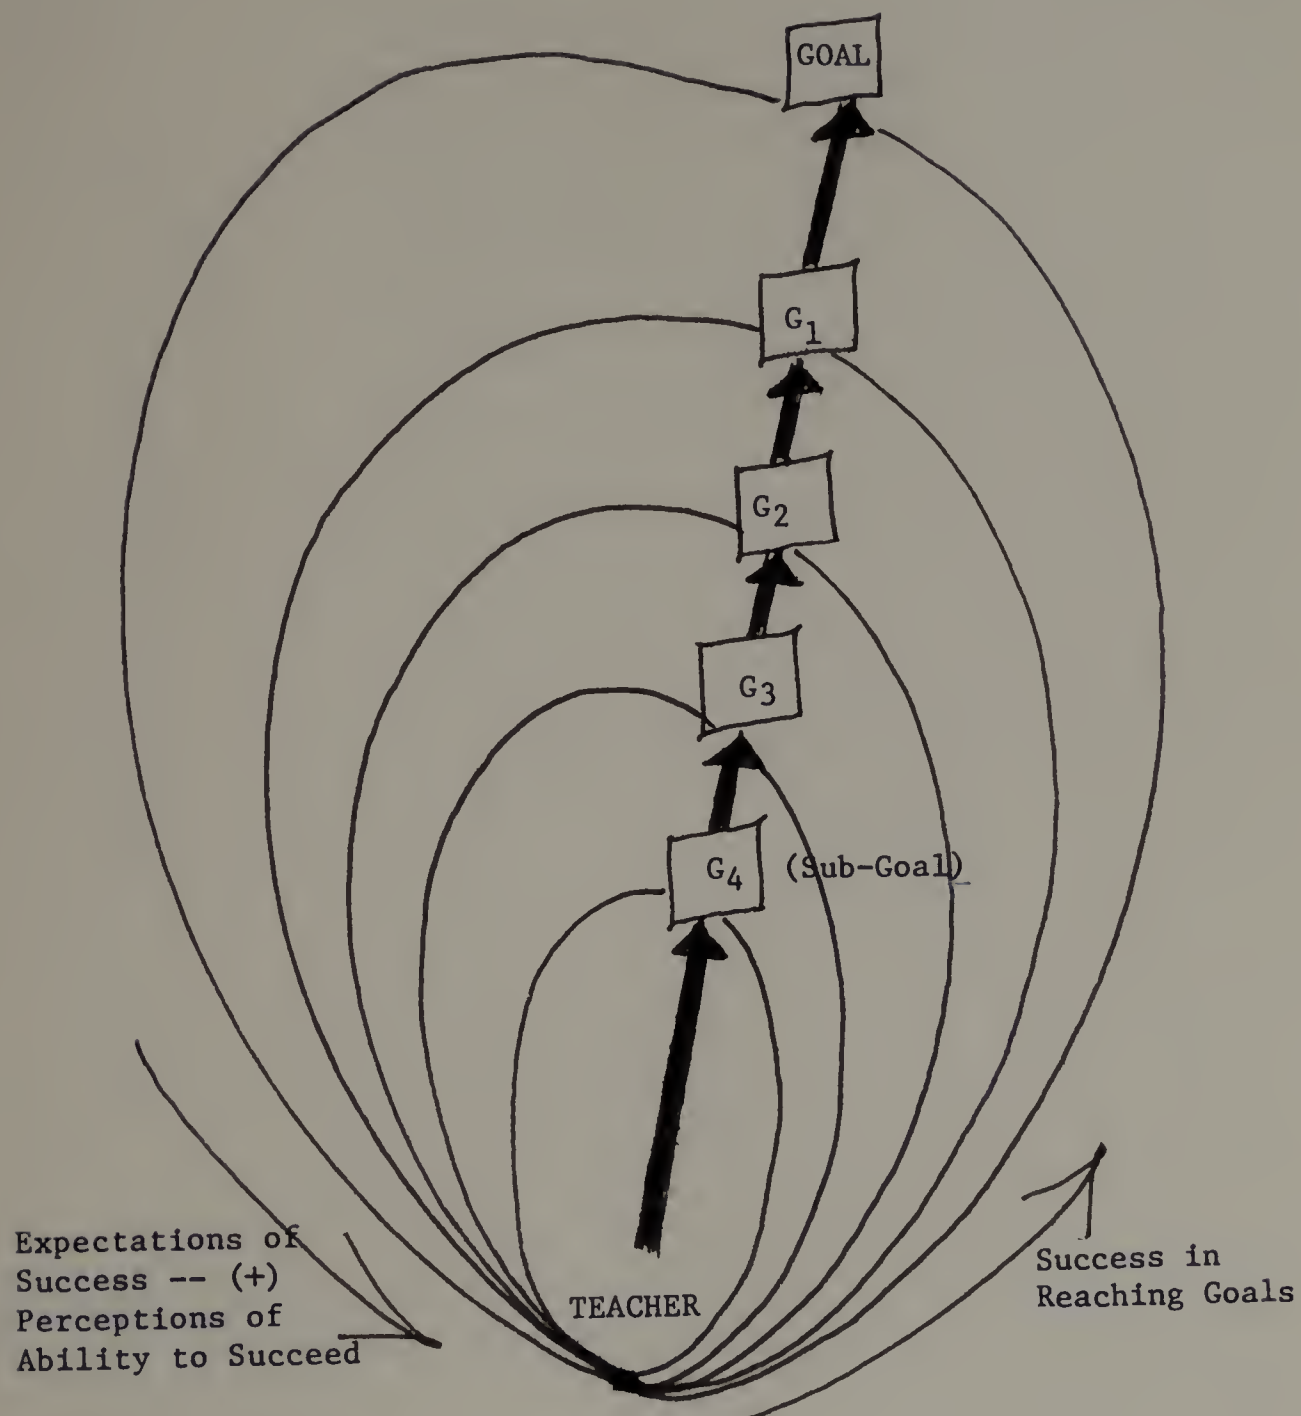 GOAL
G1
G2
G3
G4 (Sub-Goal)
Expectations of
Success -- (+)
Perceptions of
Ability to Succeed
TEACHER
Success in
Reaching Goals